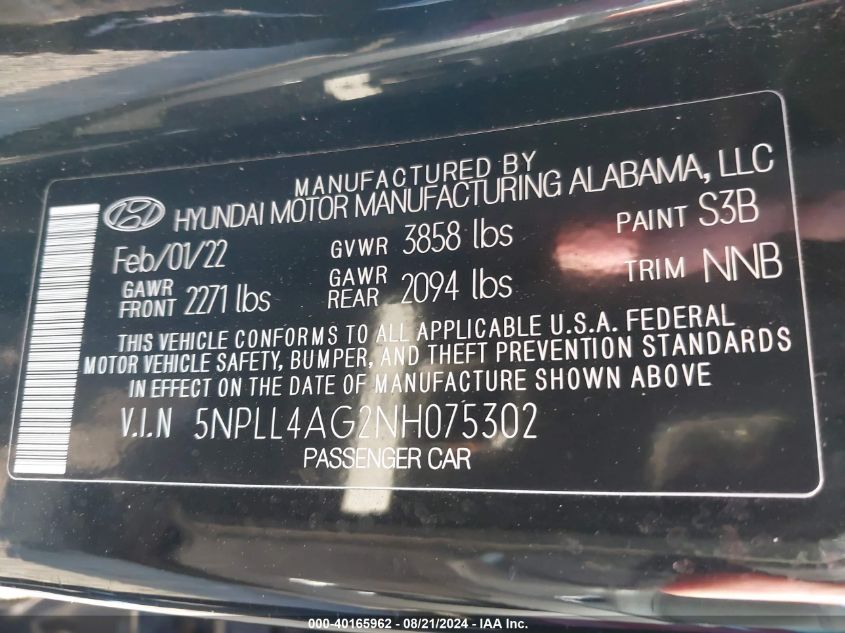 MANUFACTURED BY
HYUNDAI MOTOR MANUFACTURING ALABAMA, LLC
Feb/01/22 GVWR 3858 lbs PAINT S3B
GAWR FRONT 2271 lbs GAWR REAR 2094 lbs TRIM NNB
THIS VEHICLE CONFORMS TO ALL APPLICABLE U.S.A. FEDERAL
MOTOR VEHICLE SAFETY, BUMPER, AND THEFT PREVENTION STANDARDS
IN EFFECT ON THE DATE OF MANUFACTURE SHOWN ABOVE
V.I.N 5NPLL4AG2NH075302
PASSENGER CAR
000-40165962 - 08/21/2024 - IAA Inc.